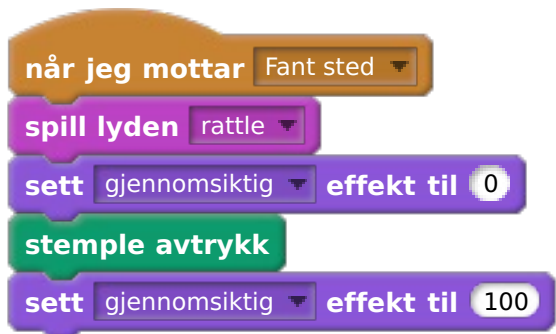 når jeg mottar Fant sted
spill lyden rattle
sett gjennomsiktig effekt til 0
stemple avtrykk
sett gjennomsiktig effekt til 100